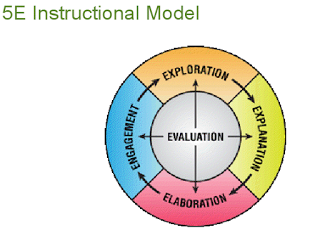 5E Instructional Model
EXPLORATION
ENGAGEMENT
EVALUATION
EXPLANATION
ELABORATION